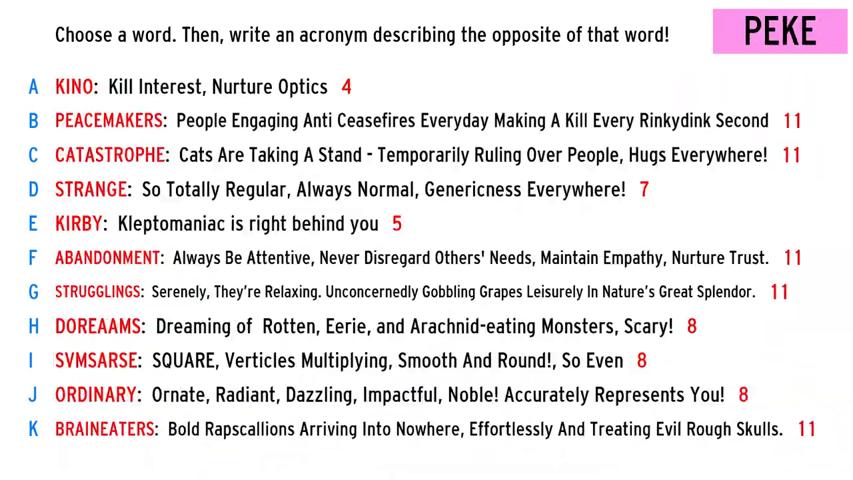 Choose a word. Then, write an acronym describing the opposite of that word!
PEKE
A KINO: Kill Interest, Nurture Optics 4
B PEACEMAKERS: People Engaging Anti Ceasefires Everyday Making A Kill Every Rinkydink Second 11
C CATASTROPHE: Cats Are Taking A Stand - Temporarily Ruling Over People, Hugs Everywhere! 11
D STRANGE: So Totally Regular, Always Normal, Genericness Everywhere! 7
E KIRBY: Kleptomaniac is right behind you 5
F ABANDONMENT: Always Be Attentive, Never Disregard Others' Needs, Maintain Empathy, Nurture Trust. 11
G STRUGGLINGS: Serenely, They're Relaxing. Unconcernedly Gobbling Grapes Leisurely In Nature's Great Splendor. 11
H DOREAAMS: Dreaming of Rotten, Eerie, and Arachnid-eating Monsters, Scary! 8
I SVMSARSE: SQUARE, Verticles Multiplying, Smooth And Round!, So Even 8
J ORDINARY: Ornate, Radiant, Dazzling, Impactful, Noble! Accurately Represents You! 8
K BRAINEATERS: Bold Rapscallions Arriving Into Nowhere, Effortlessly And Treating Evil Rough Skulls. 11